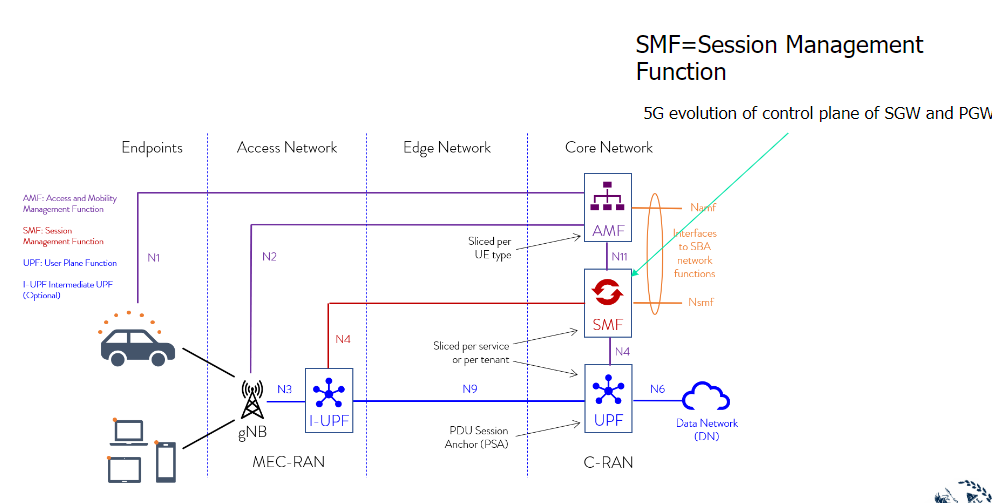 SMF=Session Management
Function
5G evolution of control plane of SGW and PGW
Endpoints
Access Network
Edge Network
Core Network
AMF: Access and Mobility
Management Function
SMF: Session
Management Function
UPF: User Plane Function
I-UPF Intermediate UPF
(Optional)
N1
N2
Sliced per
UE type
AMF
Namf
N11
Interfaces
to SBA
network
functions
SMF
Nsmf
N4
Sliced per service
or per tenant
N4
gNB
N3
I-UPF
N9
UPF
N6
Data Network
(DN)
PDU Session
Anchor (PSA)
MEC-RAN
C-RAN